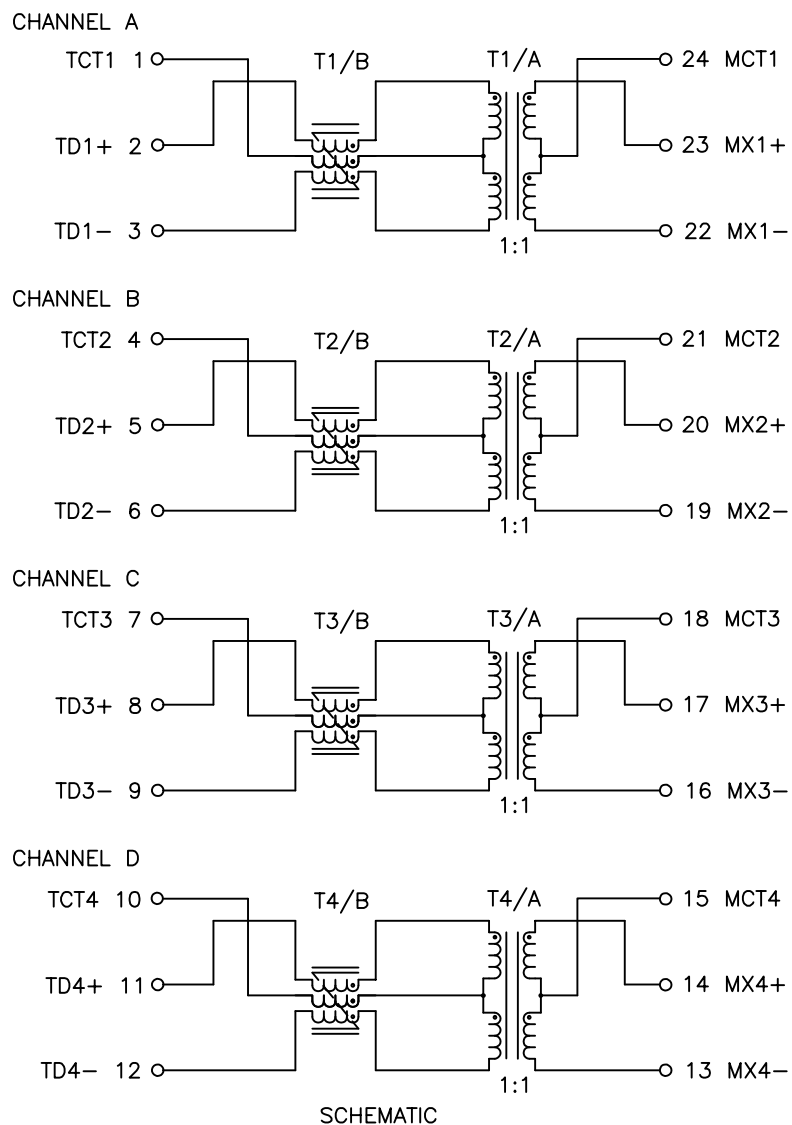 CHANNEL A
TCT1 1 T1/B T1/A 24 MCT1
TD1+ 2 23 MX1+
TD1- 3 22 MX1-
1:1
CHANNEL B
TCT2 4 T2/B T2/A 21 MCT2
TD2+ 5 20 MX2+
TD2- 6 19 MX2-
1:1
CHANNEL C
TCT3 7 T3/B T3/A 18 MCT3
TD3+ 8 17 MX3+
TD3- 9 16 MX3-
1:1
CHANNEL D
TCT4 10 T4/B T4/A 15 MCT4
TD4+ 11 14 MX4+
TD4- 12 13 MX4-
1:1
SCHEMATIC